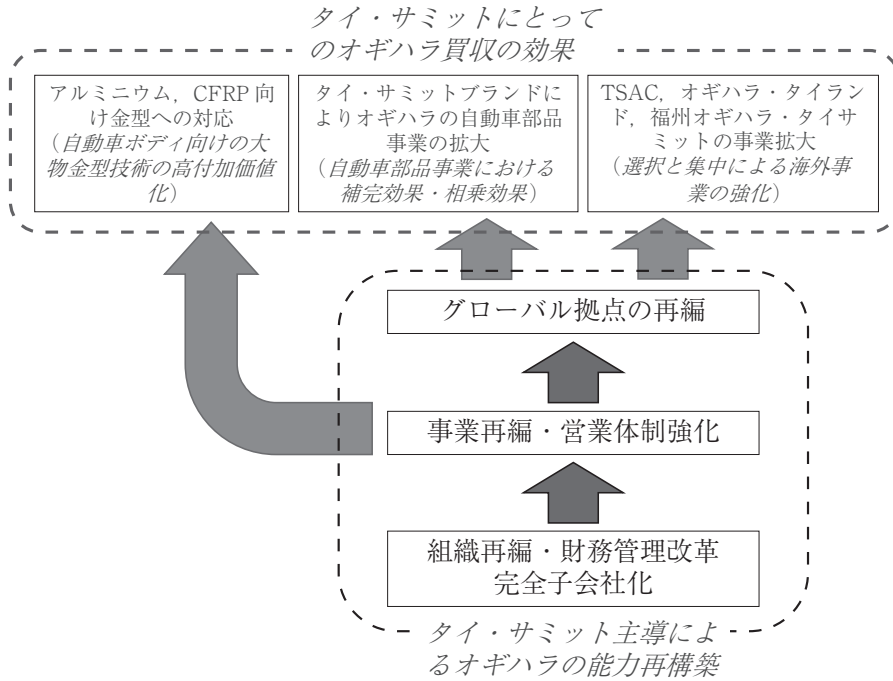 タイ・サミットにとって
のオギハラ買収の効果
アルミニウム，CFRP 向
け金型への対応
（自動車ボディ向けの大
物金型技術の高付加価値
化）
タイ・サミットブランドに
よりオギハラの自動車部品
事業の拡大
（自動車部品事業における
補完効果・相乗効果）
TSAC，オギハラ・タイラン
ド，福州オギハラ・タイサ
ミットの事業拡大
（選択と集中による海外事
業の強化）
グローバル拠点の再編
事業再編・営業体制強化
組織再編・財務管理改革
完全子会社化
タイ・サミット主導によ
るオギハラの能力再構築